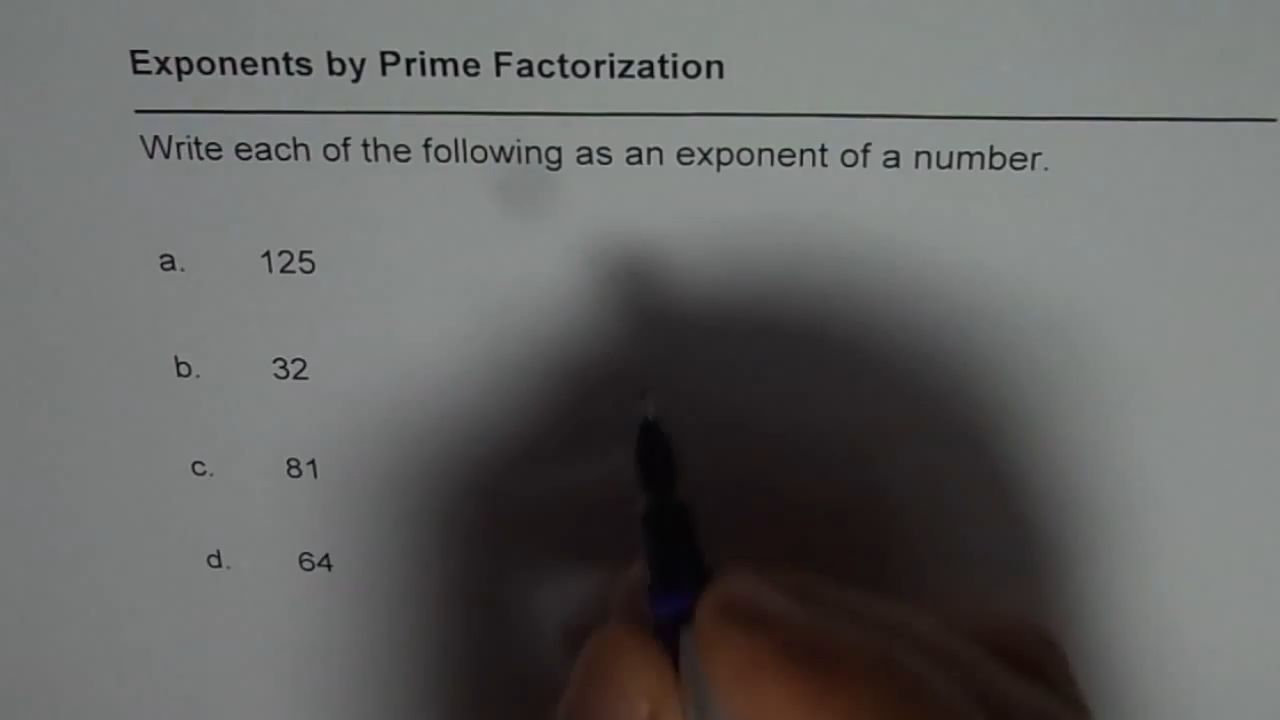 Exponents by Prime Factorization
Write each of the following as an exponent of a number.
a. 125
b. 32
c. 81
d. 64